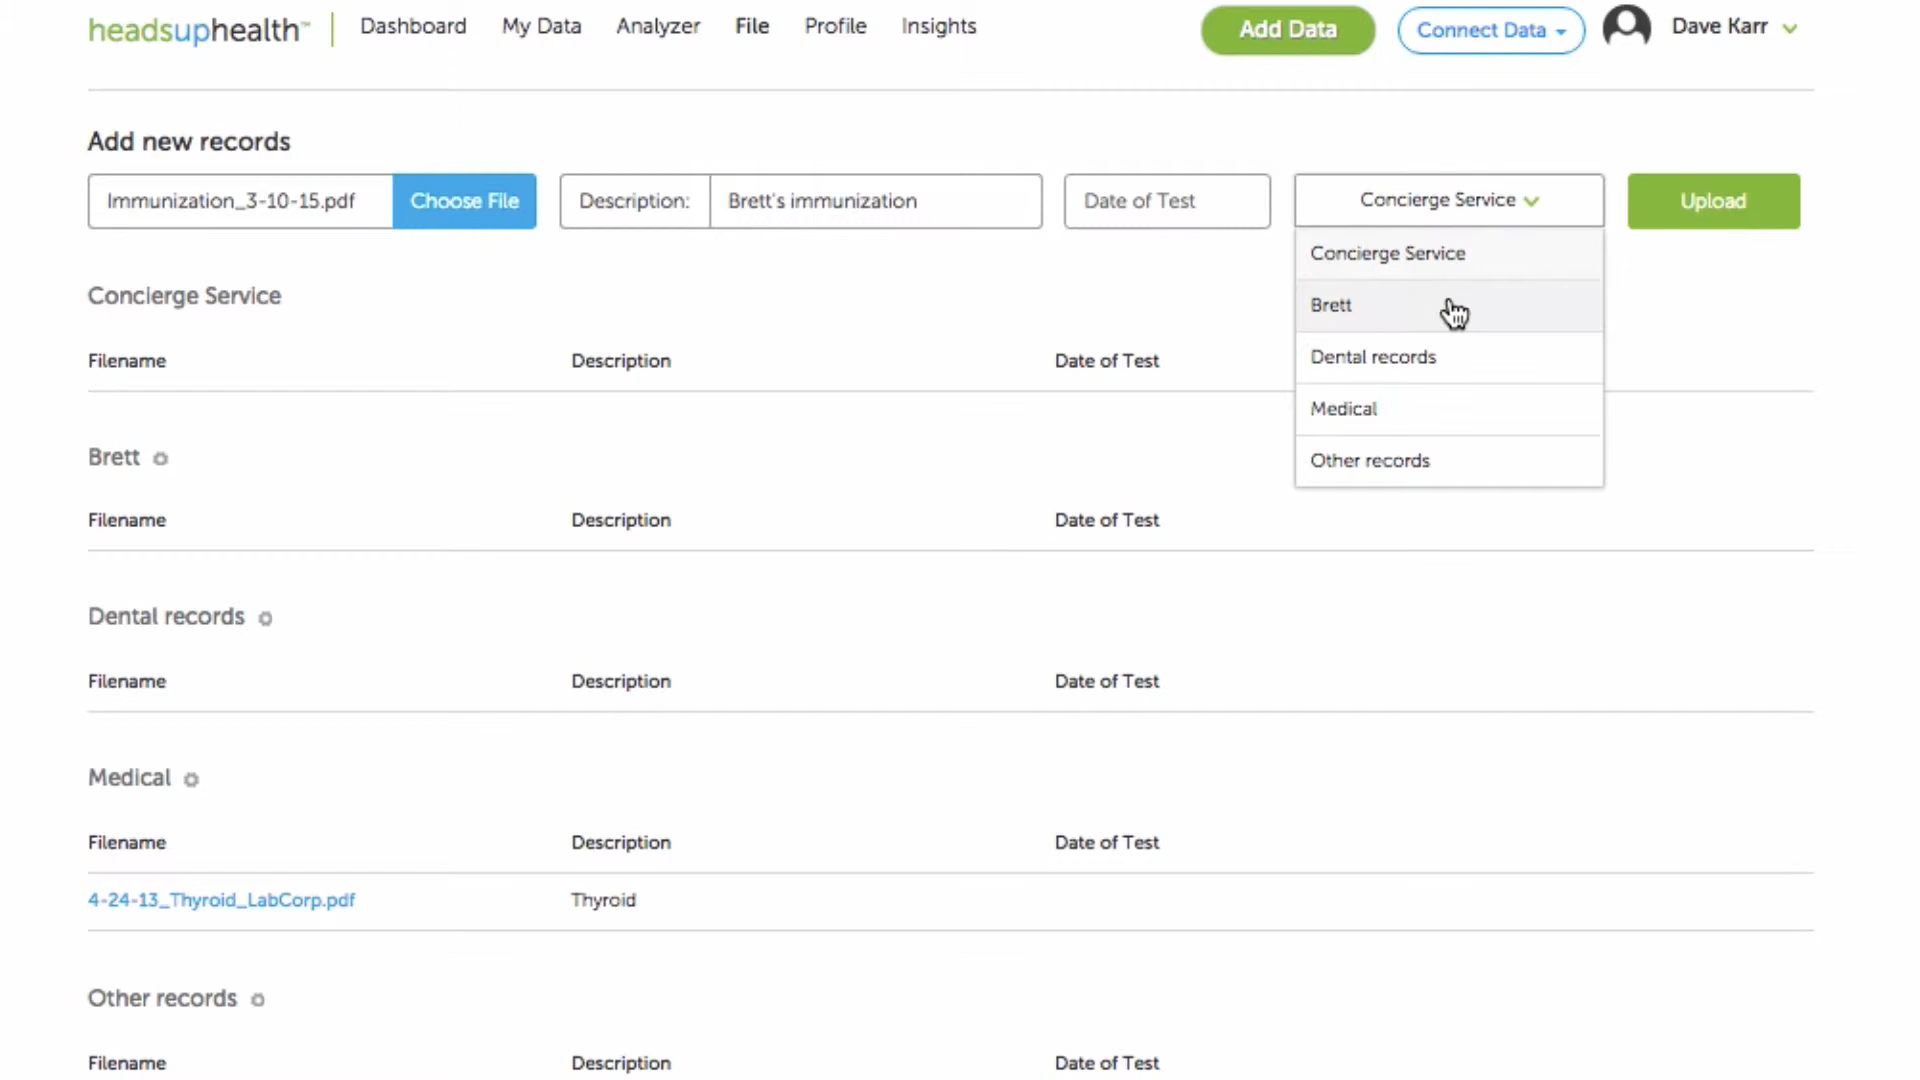 headsuphealth™ Dashboard My Data Analyzer File Profile Insights Add Data Connect Data Dave Karr
Add new records
Immunization_3-10-15.pdf Choose File Description: Brett's immunization Date of Test Concierge Service Upload
Concierge Service
Brett
Dental records
Medical
Other records
Concierge Service
Filename Description Date of Test
Brett
Filename Description Date of Test
Dental records
Filename Description Date of Test
Medical
Filename Description Date of Test
4-24-13_Thyroid_LabCorp.pdf Thyroid
Other records
Filename Description Date of Test